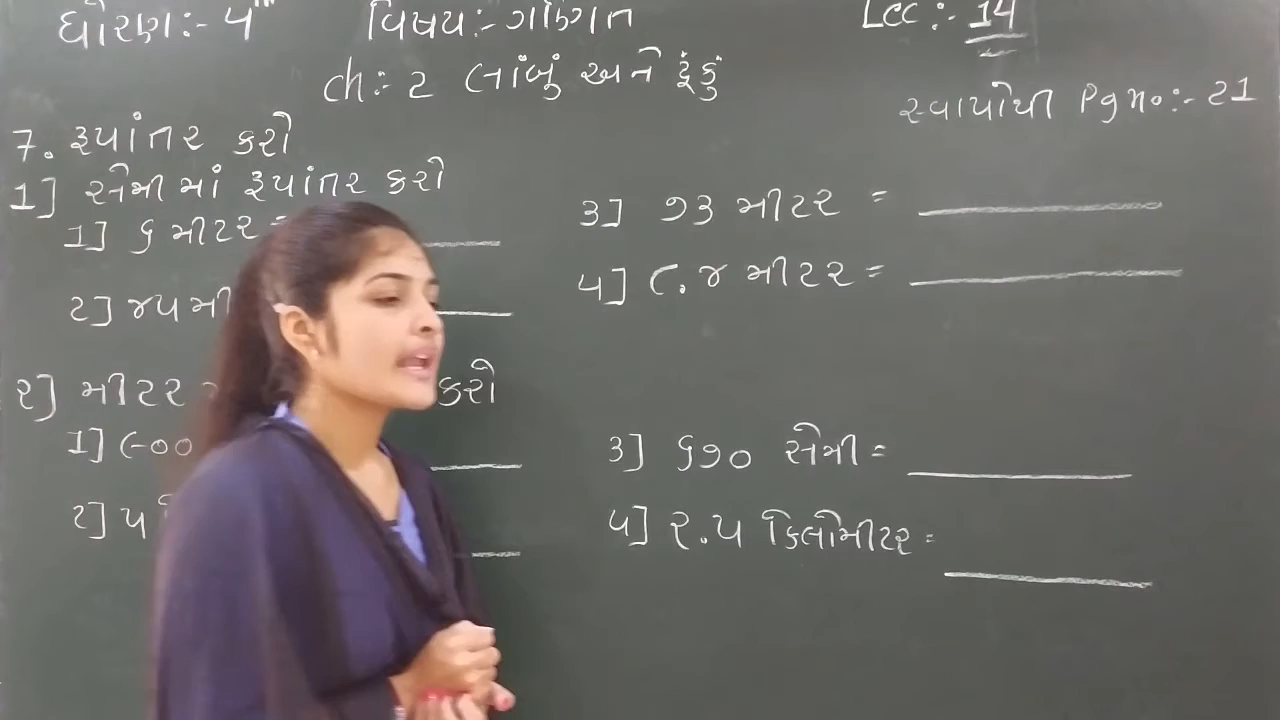 ધોરણ:- 4th વિષય:- ગણિત Lec :- 14
ch:- 2 લાંબુ અને ટૂંકું
સ્વાપોથી Pg no:- 21
7. રૂપાંતર કરો
1] સેમી માં રૂપાંતર કરો
1] ૬ મીટર =
2] ૪૫ મી
3] ૭૩ મીટર =
4] ૮.૪ મીટર =
૨] મીટર કરો
1] ૯૦૦
2] ૫
3] ૬૭૦ સેમી =
4] ૨.૫ કિલોમીટર =